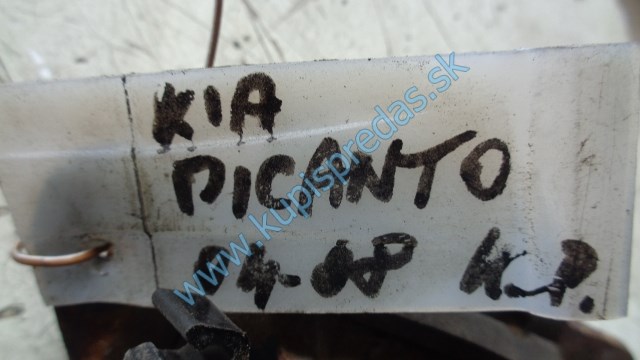 KIA
PICANTO
04-08 K.P.
www.kupispredas.sk